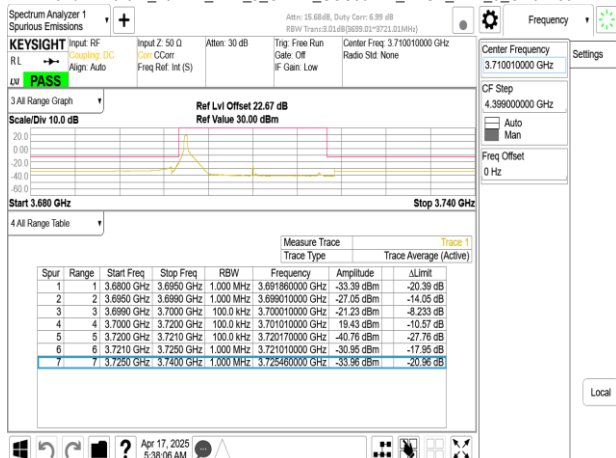 Spectrum Analyzer 1
Spurious Emissions
+
Attn: 15.68dB, Duty Corr: 6.99 dB
RBW Trans:3.01dB(3699.01*3721.01MHz)
Frequency
KEYSIGHT
RL
LXI
PASS
Input: RF
Coupling: DC
Align: Auto
Input Z: 50 Ω
Corr CCorr
Freq Ref: Int (S)
Atten: 30 dB
Trig: Free Run
Gate: Off
IF Gain: Low
Center Freq: 3.710010000 GHz
Radio Std: None
Center Frequency
3.710010000 GHz
Settings
CF Step
4.399000000 GHz
Auto
Man
Freq Offset
0 Hz
3 All Range Graph
Scale/Div 10.0 dB
Ref Lvl Offset 22.67 dB
Ref Value 30.00 dBm
20.0
0.00
-20.0
-40.0
-60.0
Start 3.680 GHz
Stop 3.740 GHz
4 All Range Table
Measure Trace Trace 1
Trace Type Trace Average (Active)
Spur Range Start Freq Stop Freq RBW Frequency Amplitude ΔLimit
1 1 3.6800 GHz 3.6950 GHz 1.000 MHz 3.691860000 GHz -33.39 dBm -20.39 dB
2 2 3.6950 GHz 3.6990 GHz 1.000 MHz 3.699010000 GHz -27.05 dBm -14.05 dB
3 3 3.6990 GHz 3.7000 GHz 100.0 kHz 3.700010000 GHz -21.23 dBm -8.233 dB
4 4 3.7000 GHz 3.7200 GHz 100.0 kHz 3.701010000 GHz 19.43 dBm -10.57 dB
5 5 3.7200 GHz 3.7210 GHz 100.0 kHz 3.720170000 GHz -40.76 dBm -27.76 dB
6 6 3.7210 GHz 3.7250 GHz 1.000 MHz 3.721010000 GHz -30.95 dBm -17.95 dB
7 7 3.7250 GHz 3.7400 GHz 1.000 MHz 3.725460000 GHz -33.96 dBm -20.96 dB
Local
?
Apr 17, 2025
5:38:06 AM